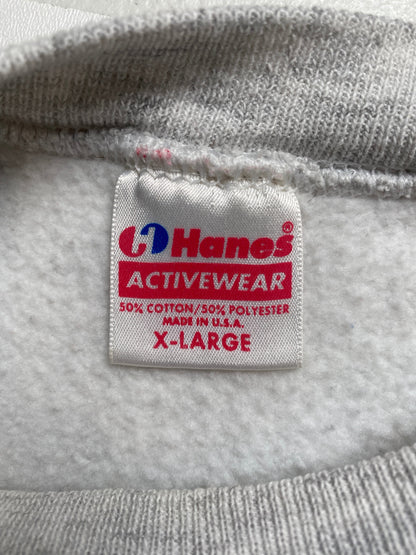 Hanes®
ACTIVEWEAR
50% COTTON/50% POLYESTER
MADE IN U.S.A.
X-LARGE